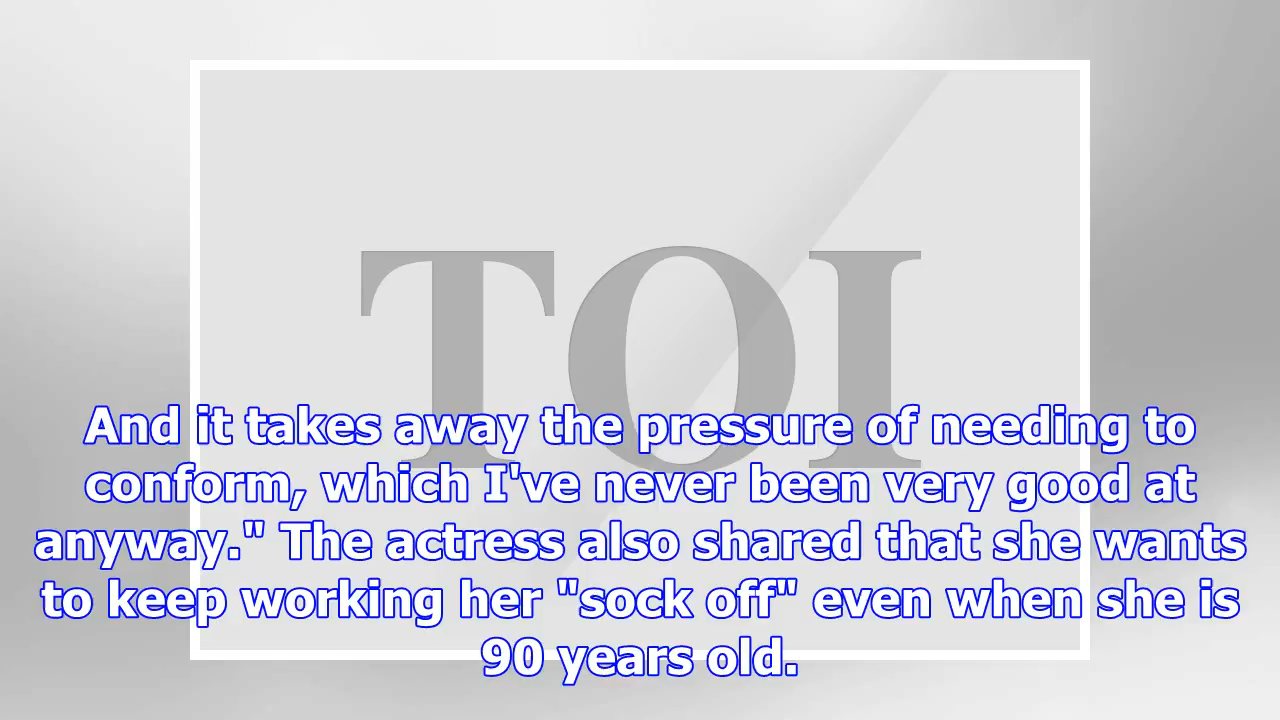 TOI
And it takes away the pressure of needing to
conform, which I've never been very good at
anyway." The actress also shared that she wants
to keep working her "sock off" even when she is
90 years old.